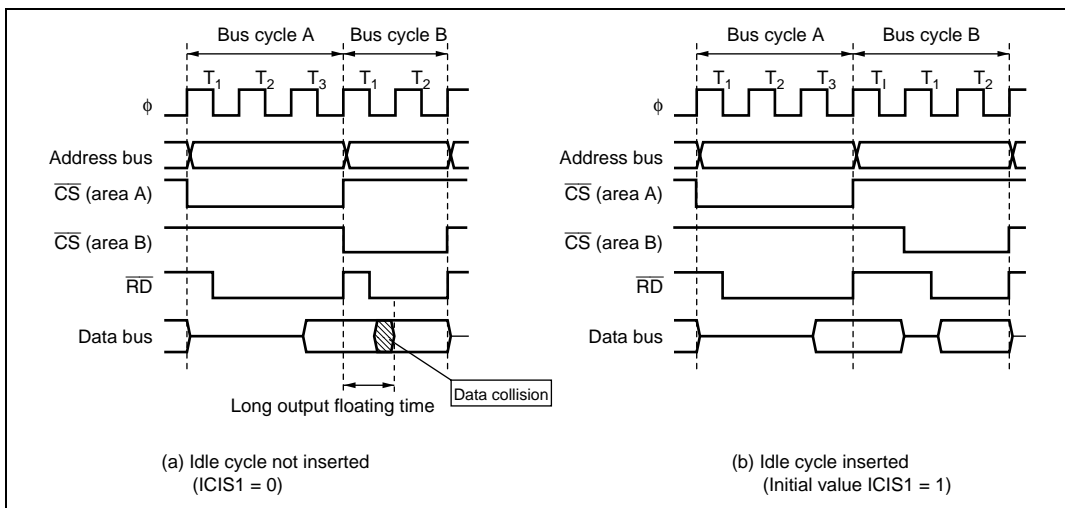 Bus cycle A Bus cycle B
T1 T2 T3 T1 T2
ϕ
Address bus
CS (area A)
CS (area B)
RD
Data bus
Long output floating time
Data collision
(a) Idle cycle not inserted
(ICIS1 = 0)
Bus cycle A Bus cycle B
T1 T2 T3 TI T1 T2
ϕ
Address bus
CS (area A)
CS (area B)
RD
Data bus
(b) Idle cycle inserted
(Initial value ICIS1 = 1)